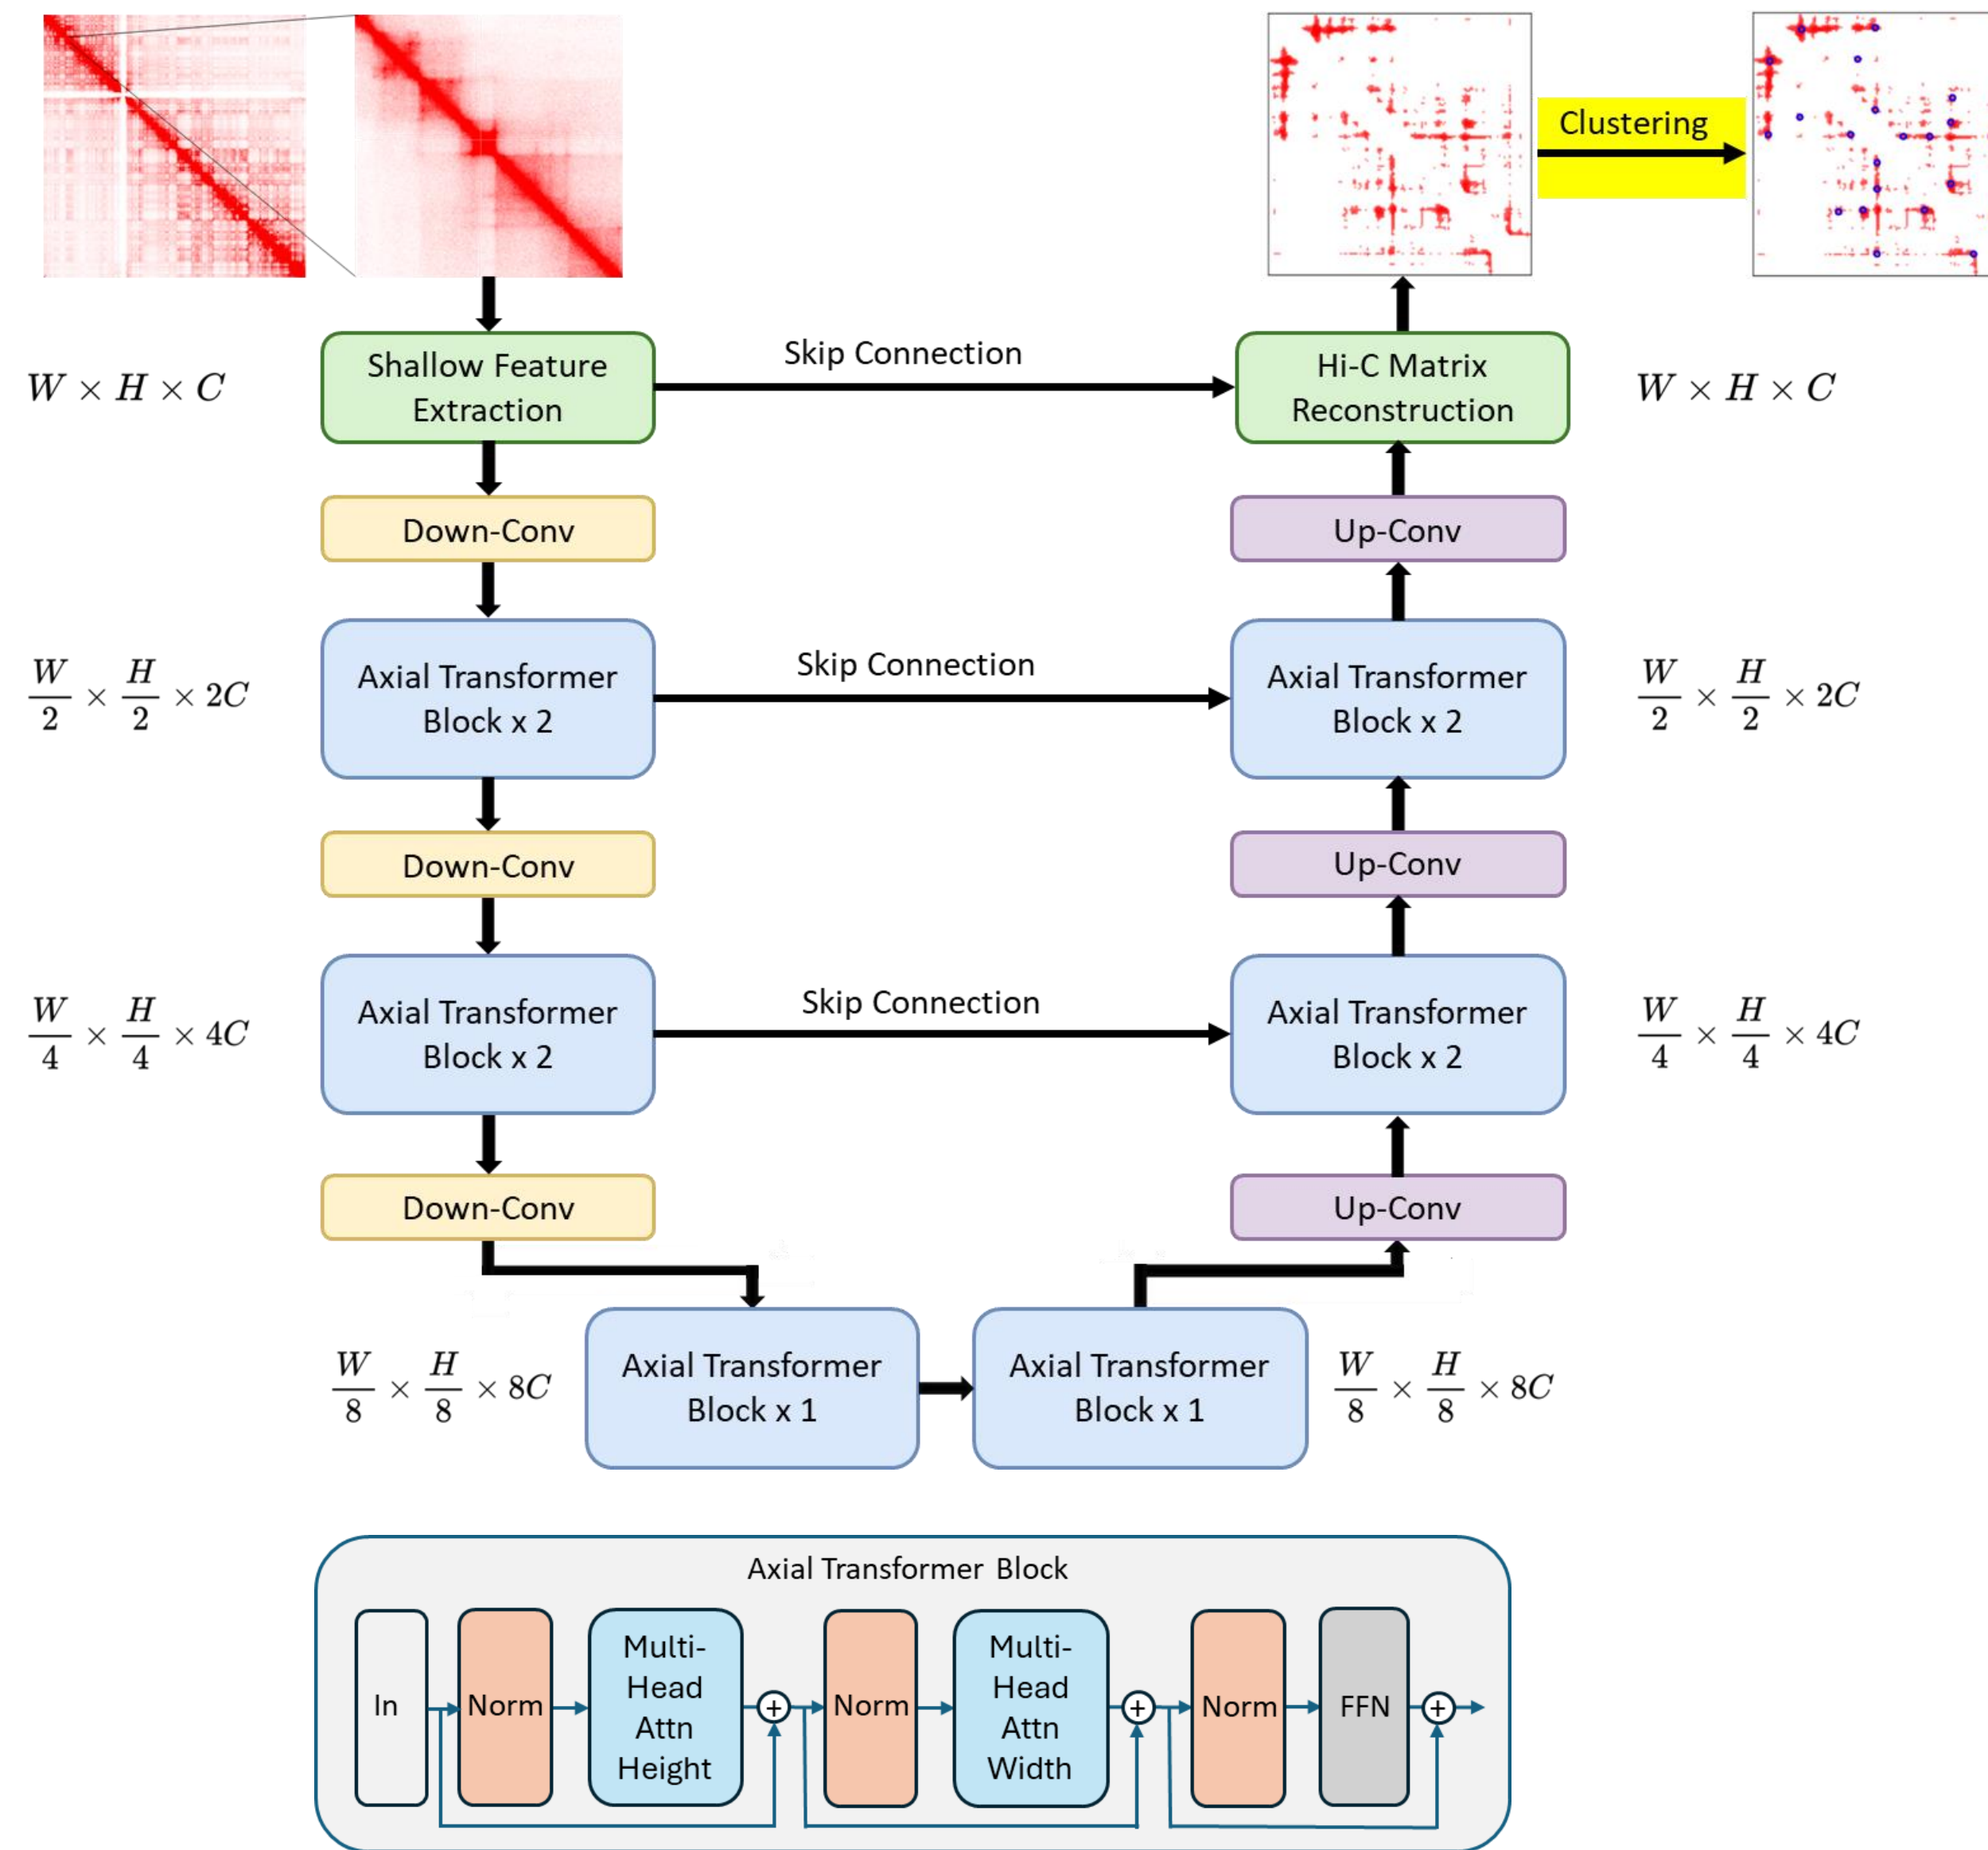 Clustering
W × H × C
Shallow Feature
Extraction
Skip Connection
Hi-C Matrix
Reconstruction
W × H × C
Down-Conv
Up-Conv
W/2 × H/2 × 2C
Axial Transformer
Block x 2
Skip Connection
Axial Transformer
Block x 2
W/2 × H/2 × 2C
Down-Conv
Up-Conv
W/4 × H/4 × 4C
Axial Transformer
Block x 2
Skip Connection
Axial Transformer
Block x 2
W/4 × H/4 × 4C
Down-Conv
Up-Conv
W/8 × H/8 × 8C
Axial Transformer
Block x 1
Axial Transformer
Block x 1
W/8 × H/8 × 8C
Axial Transformer Block
In
Norm
Multi-
Head
Attn
Height
+
Norm
Multi-
Head
Attn
Width
+
Norm
FFN
+